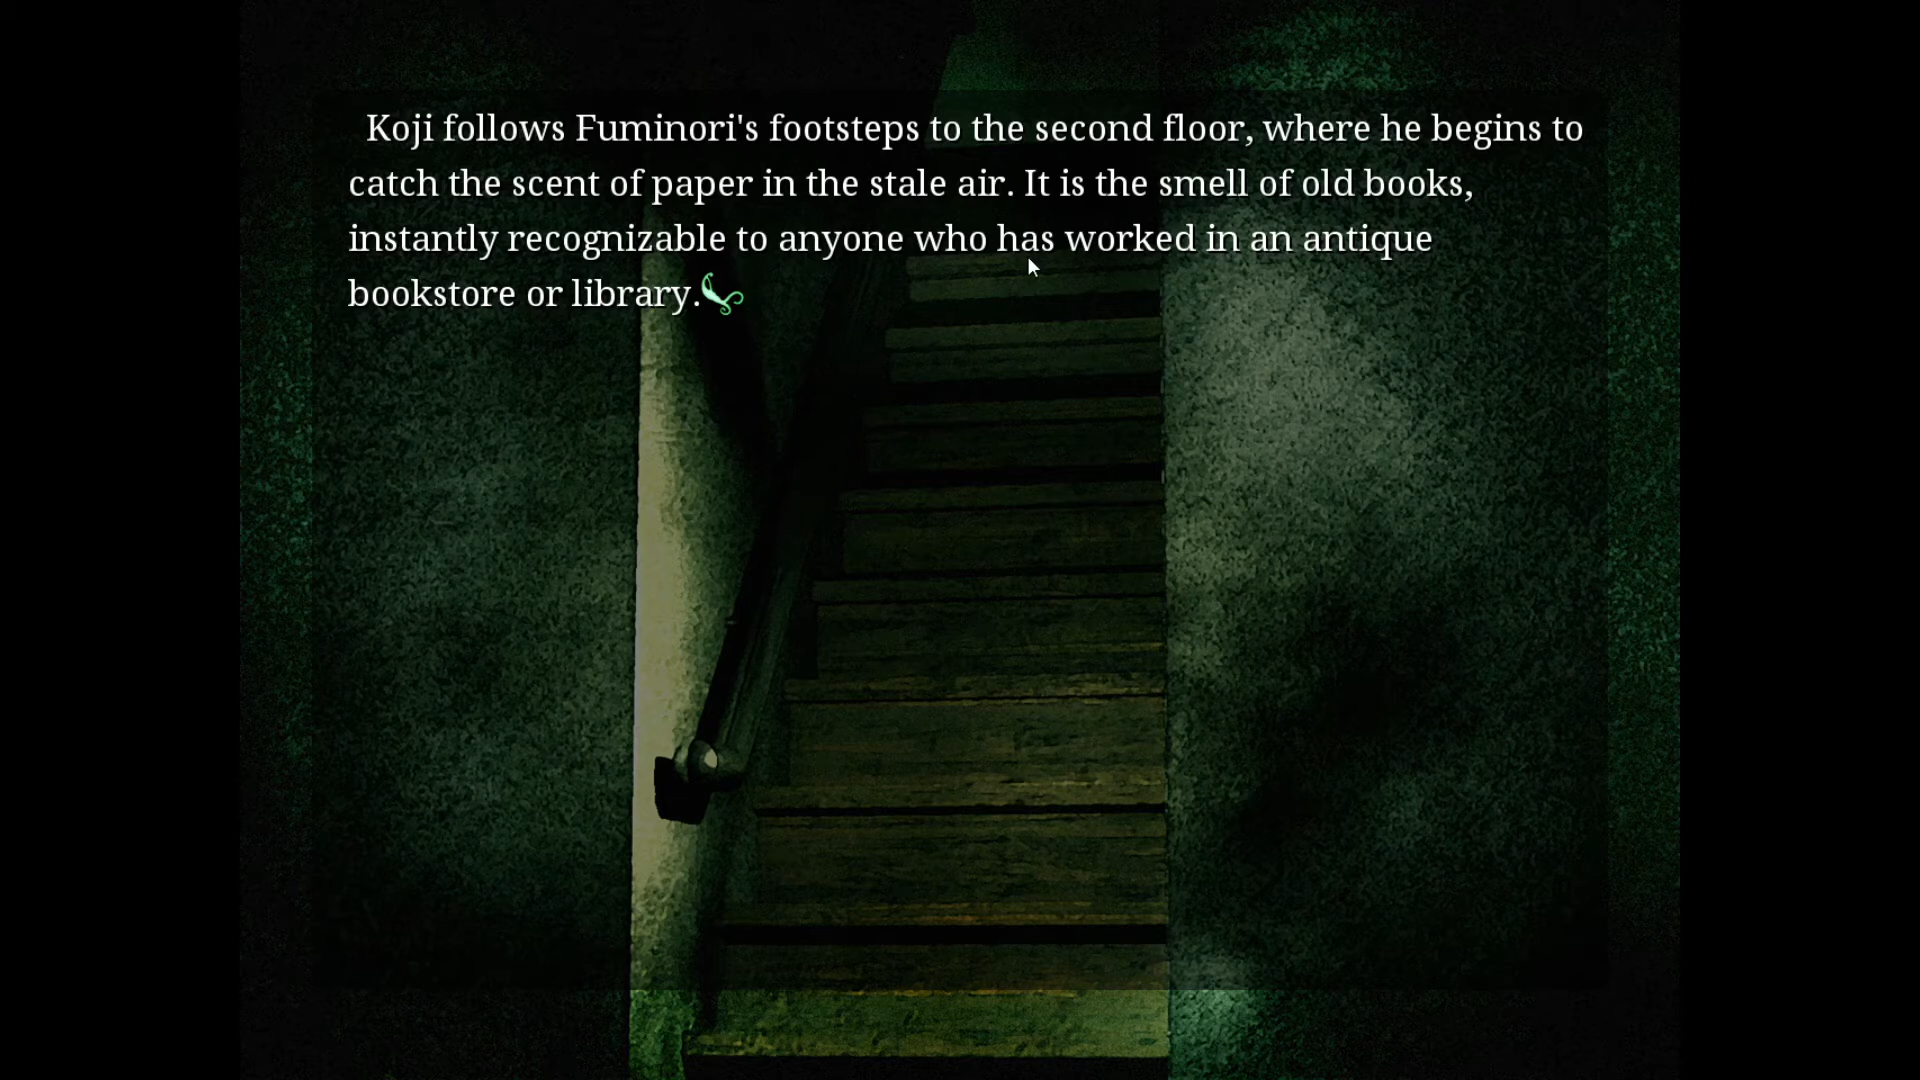 Koji follows Fuminori's footsteps to the second floor, where he begins to
catch the scent of paper in the stale air. It is the smell of old books,
instantly recognizable to anyone who has worked in an antique
bookstore or library.